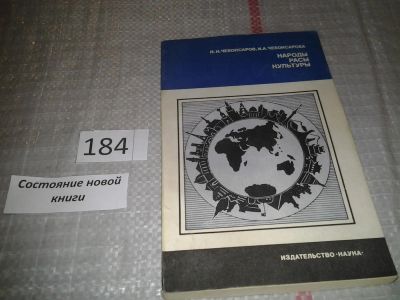 Н.Н.ЧЕБОКСАРОВ, И.А.ЧЕБОКСАРОВА
НАРОДЫ
РАСЫ
КУЛЬТУРЫ
184
Состояние новой
книги
ИЗДАТЕЛЬСТВО «НАУКА»